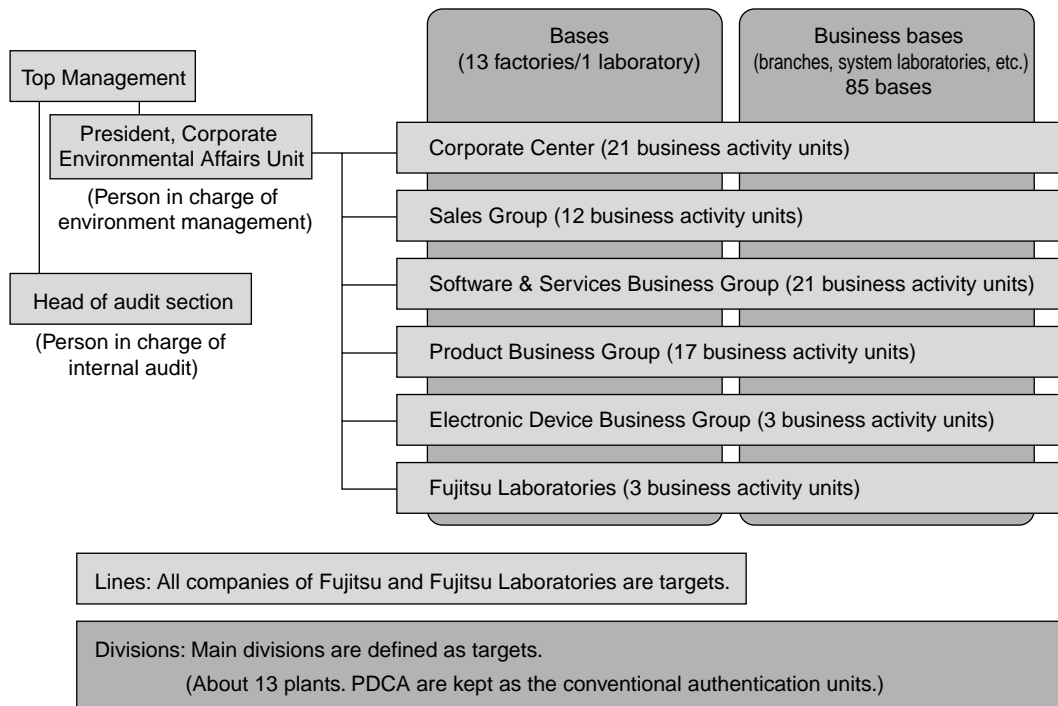 Top Management
President, Corporate
Environmental Affairs Unit
(Person in charge of
environment management)
Head of audit section
(Person in charge of
internal audit)
Bases
(13 factories/1 laboratory)
Business bases
(branches, system laboratories, etc.)
85 bases
Corporate Center (21 business activity units)
Sales Group (12 business activity units)
Software & Services Business Group (21 business activity units)
Product Business Group (17 business activity units)
Electronic Device Business Group (3 business activity units)
Fujitsu Laboratories (3 business activity units)
Lines: All companies of Fujitsu and Fujitsu Laboratories are targets.
Divisions: Main divisions are defined as targets.
(About 13 plants. PDCA are kept as the conventional authentication units.)